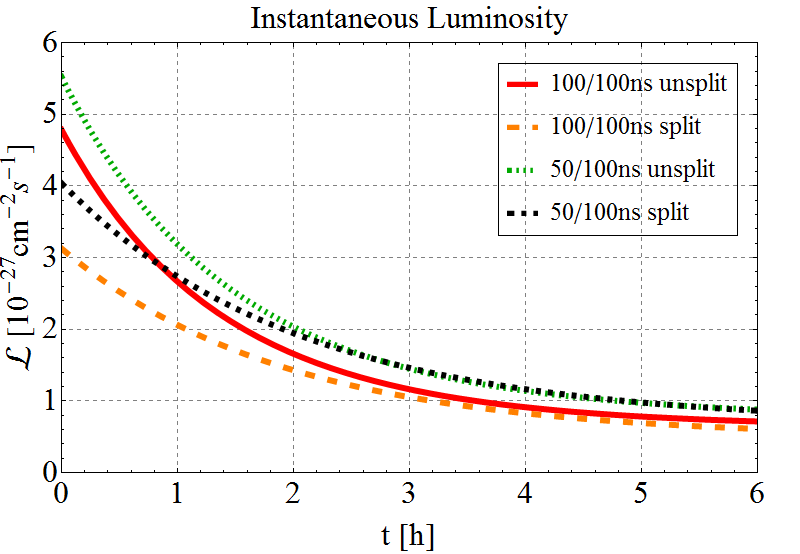 Instantaneous Luminosity
ℒ [10⁻²⁷cm⁻²s⁻¹]
6
5
4
3
2
1
0
100/100ns unsplit
100/100ns split
50/100ns unsplit
50/100ns split
0 1 2 3 4 5 6
t [h]